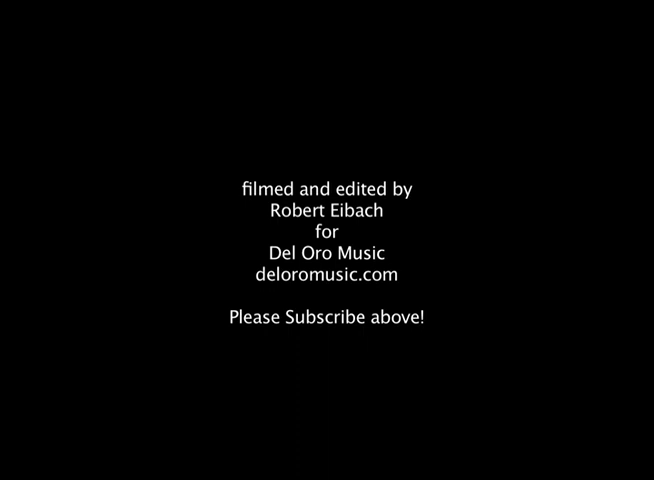 filmed and edited by
Robert Eibach
for
Del Oro Music
deloromusic.com
Please Subscribe above!